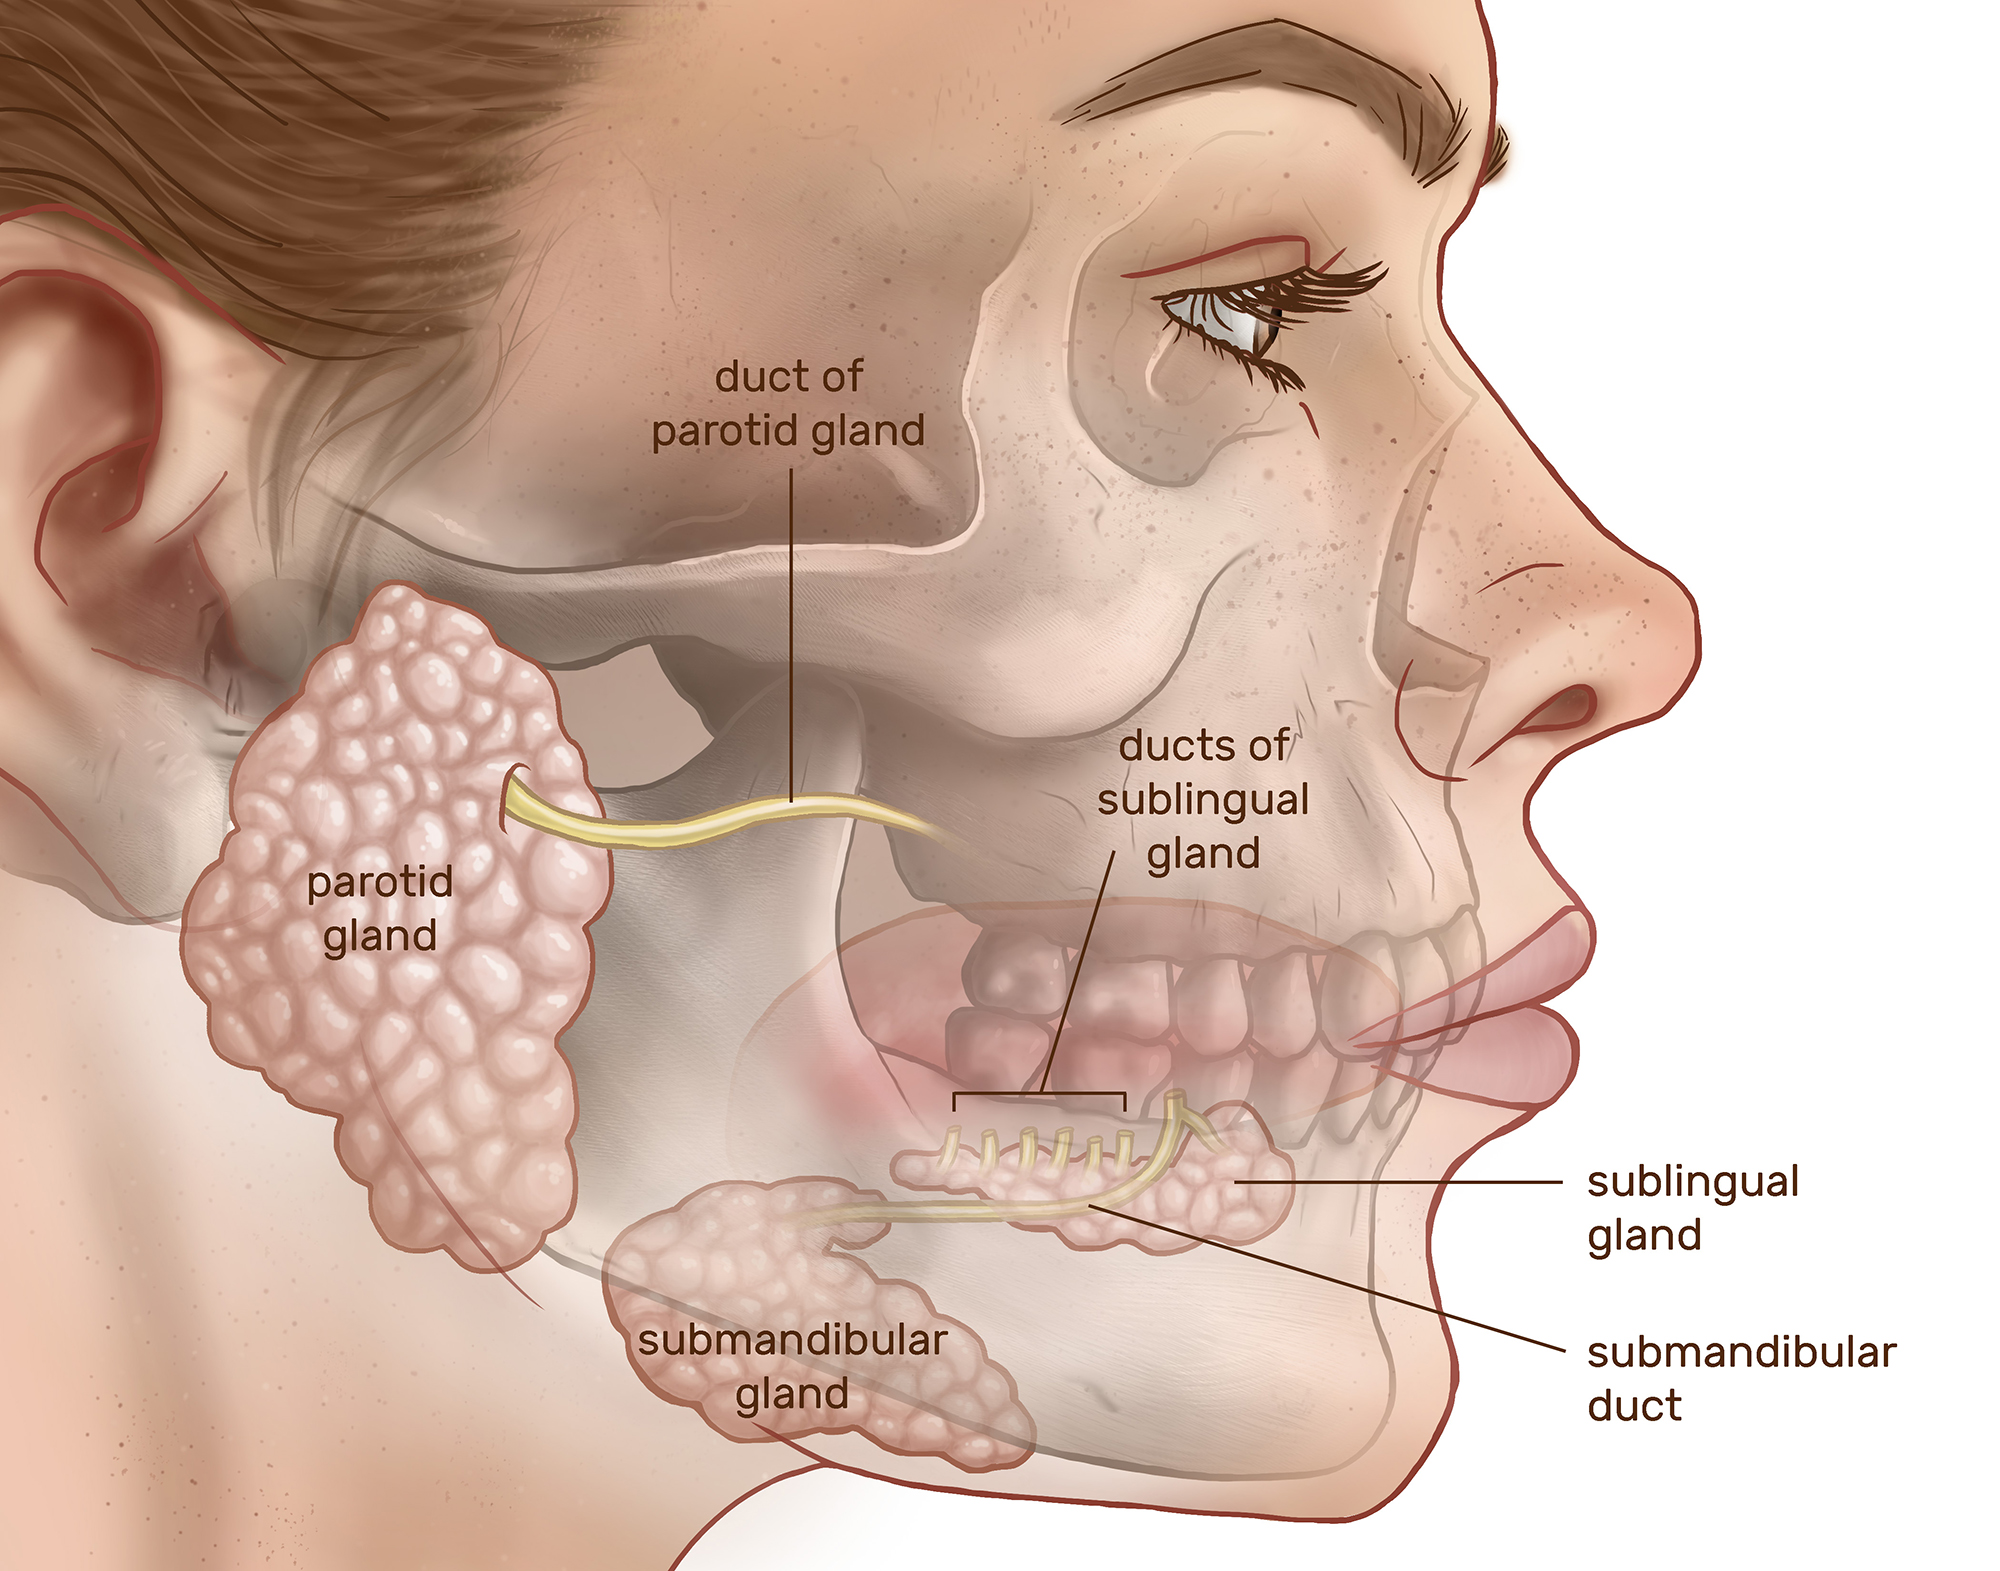 duct of
parotid gland
ducts of
sublingual
gland
parotid
gland
sublingual
gland
submandibular
gland
submandibular
duct